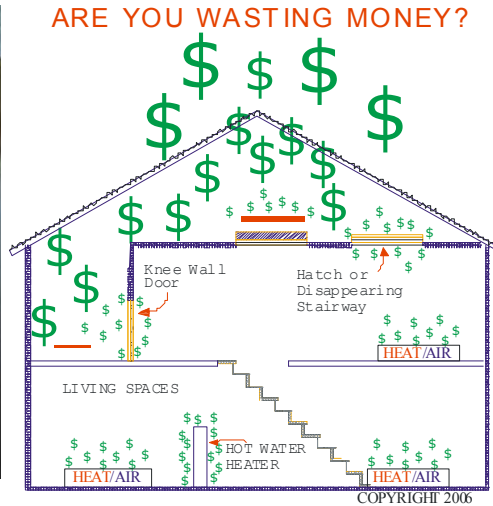 ARE YOU WASTING MONEY?
$ $ $
$ $
$ $ $
$ $ $
$ $ $
$ $ $ $ $ $ $
$ $ $ $ $ $ $ $
$ $ $ $ $
Knee Wall
Door
Hatch or
Disappearing
Stairway
$ $ $ $ $ $ $
HEAT/AIR
LIVING SPACES
$ $ $ $
HOT WATER
HEATER
$ $ $ $ $ $ $
HEAT/AIR
$ $ $ $ $ $ $
HEAT/AIR
COPYRIGHT 2006